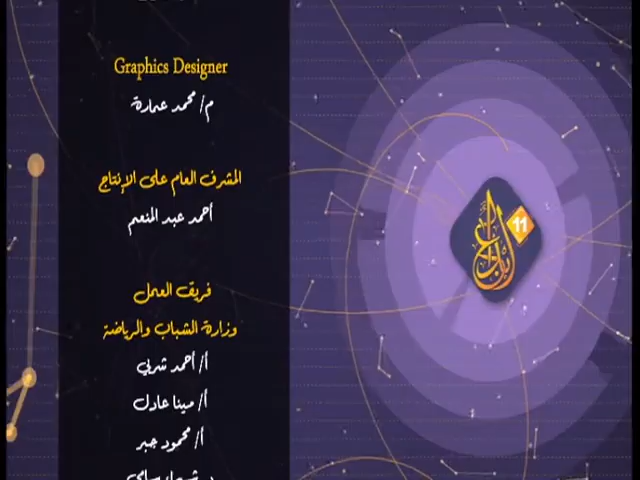 Graphics Designer
م/ محمد عمارة
المشرف العام على الإنتاج
أحمد عبد المنعم
فريق العمل
وزارة الشباب والرياضة
أ/ أحمد شربي
أ/ مينا عادل
أ/ محمود جبر
إبداع
11